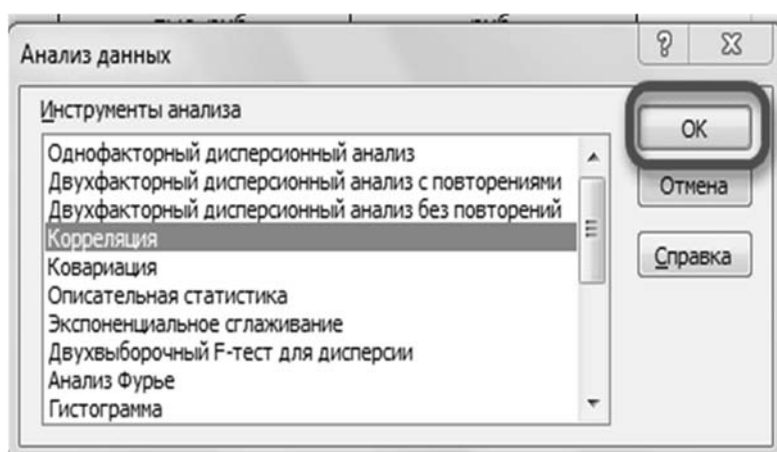 Анализ данных
Инструменты анализа
Однофакторный дисперсионный анализ
Двухфакторный дисперсионный анализ с повторениями
Двухфакторный дисперсионный анализ без повторений
Корреляция
Ковариация
Описательная статистика
Экспоненциальное сглаживание
Двухвыборочный F-тест для дисперсии
Анализ Фурье
Гистограмма
ОК
Отмена
Справка